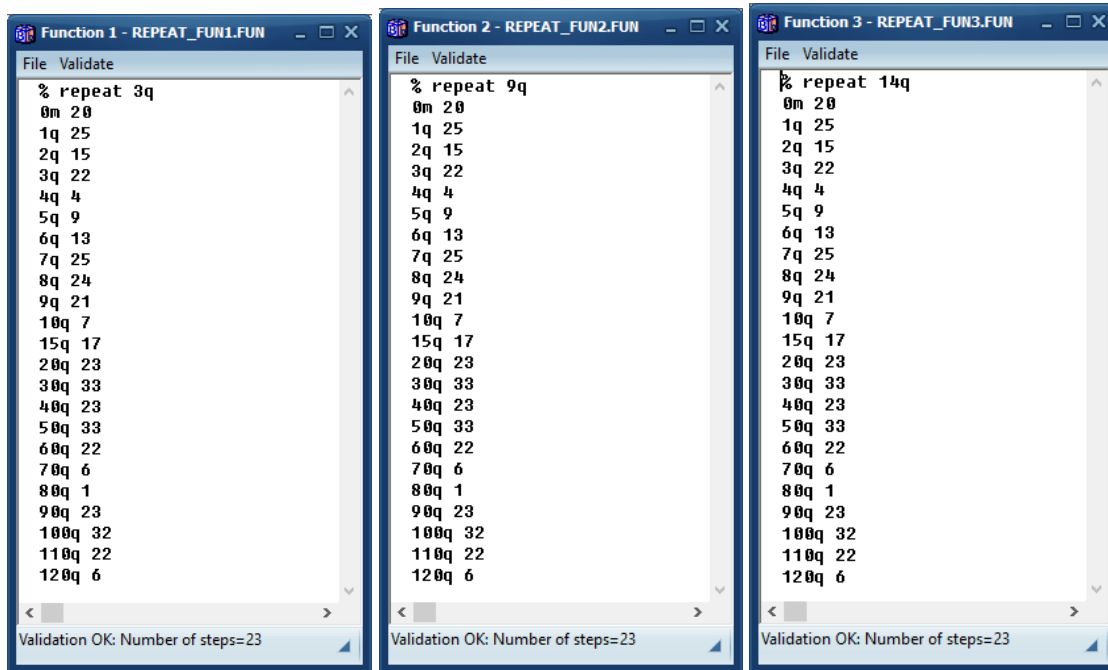 Function 1 - REPEAT_FUN1.FUN
File Validate
% repeat 3q
0m 20
1q 25
2q 15
3q 22
4q 4
5q 9
6q 13
7q 25
8q 24
9q 21
10q 7
15q 17
20q 23
30q 33
40q 23
50q 33
60q 22
70q 6
80q 1
90q 23
100q 32
110q 22
120q 6
Validation OK: Number of steps=23
Function 2 - REPEAT_FUN2.FUN
File Validate
% repeat 9q
0m 20
1q 25
2q 15
3q 22
4q 4
5q 9
6q 13
7q 25
8q 24
9q 21
10q 7
15q 17
20q 23
30q 33
40q 23
50q 33
60q 22
70q 6
80q 1
90q 23
100q 32
110q 22
120q 6
Validation OK: Number of steps=23
Function 3 - REPEAT_FUN3.FUN
File Validate
% repeat 14q
0m 20
1q 25
2q 15
3q 22
4q 4
5q 9
6q 13
7q 25
8q 24
9q 21
10q 7
15q 17
20q 23
30q 33
40q 23
50q 33
60q 22
70q 6
80q 1
90q 23
100q 32
110q 22
120q 6
Validation OK: Number of steps=23